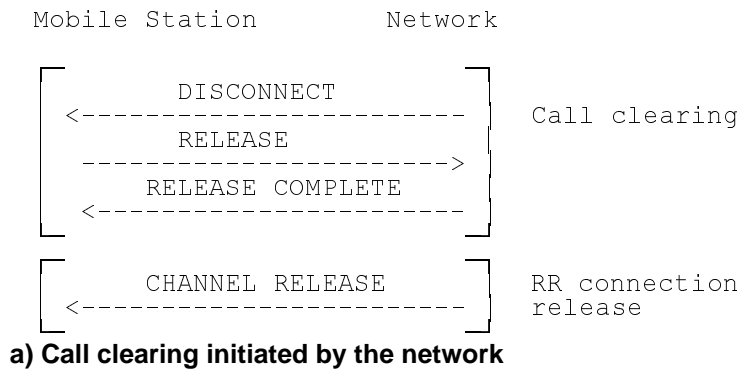 Mobile Station Network
DISCONNECT
Call clearing
RELEASE
RELEASE COMPLETE
CHANNEL RELEASE
RR connection
release
a) Call clearing initiated by the network